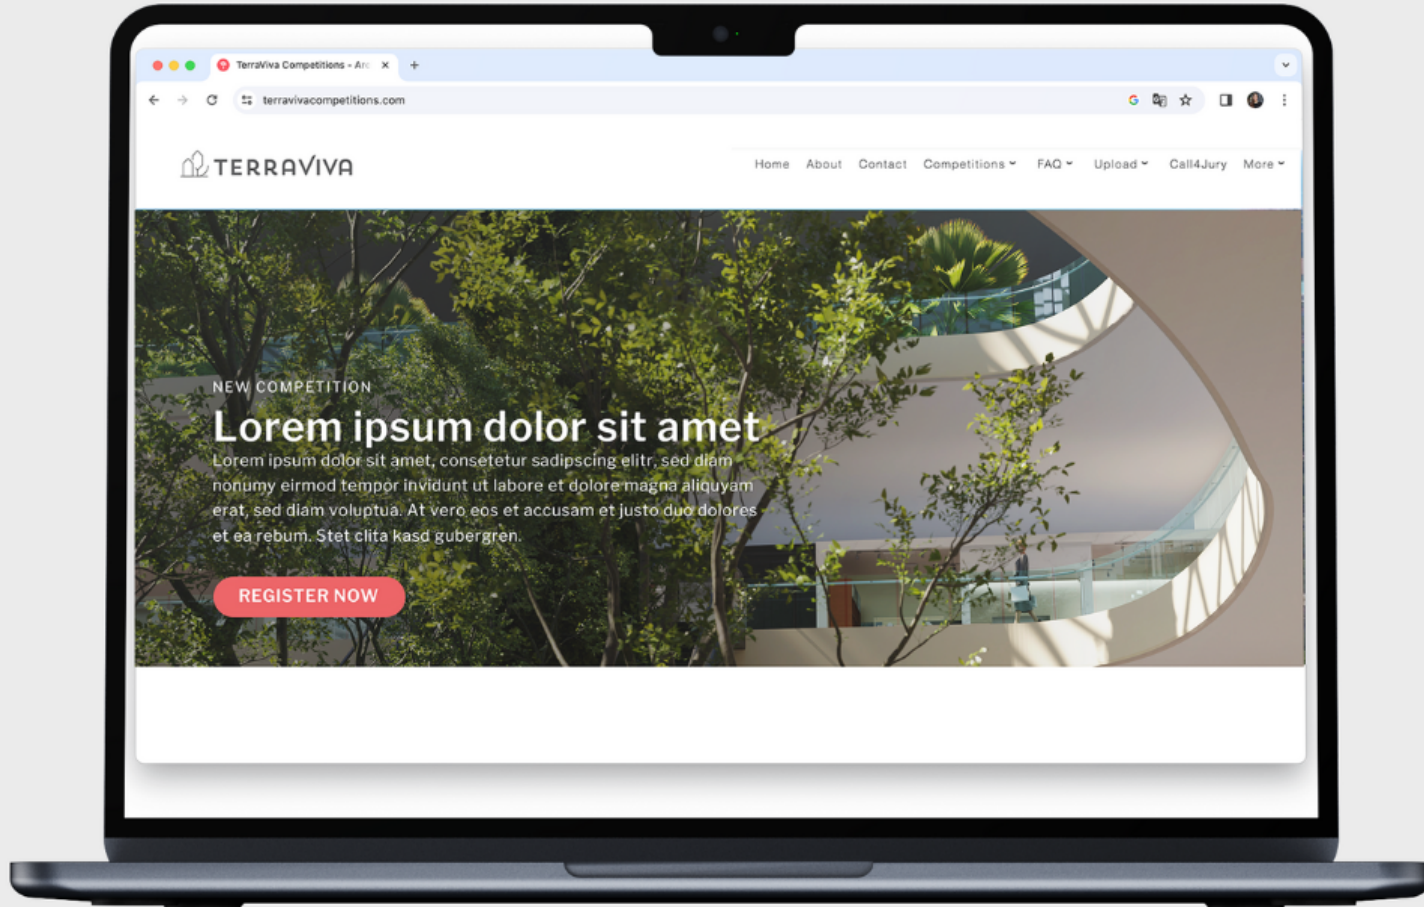 TerraViva Competitions - Arc
terravivacompetitions.com
TERRAVIVA
Home About Contact Competitions FAQ Upload Call4Jury More
NEW COMPETITION
Lorem ipsum dolor sit amet
Lorem ipsum dolor sit amet, consetetur sadipscing elitr, sed diam
nonumy eirmod tempor invidunt ut labore et dolore magna aliquyam
erat, sed diam voluptua. At vero eos et accusam et justo duo dolores
et ea rebum. Stet clita kasd gubergren.
REGISTER NOW